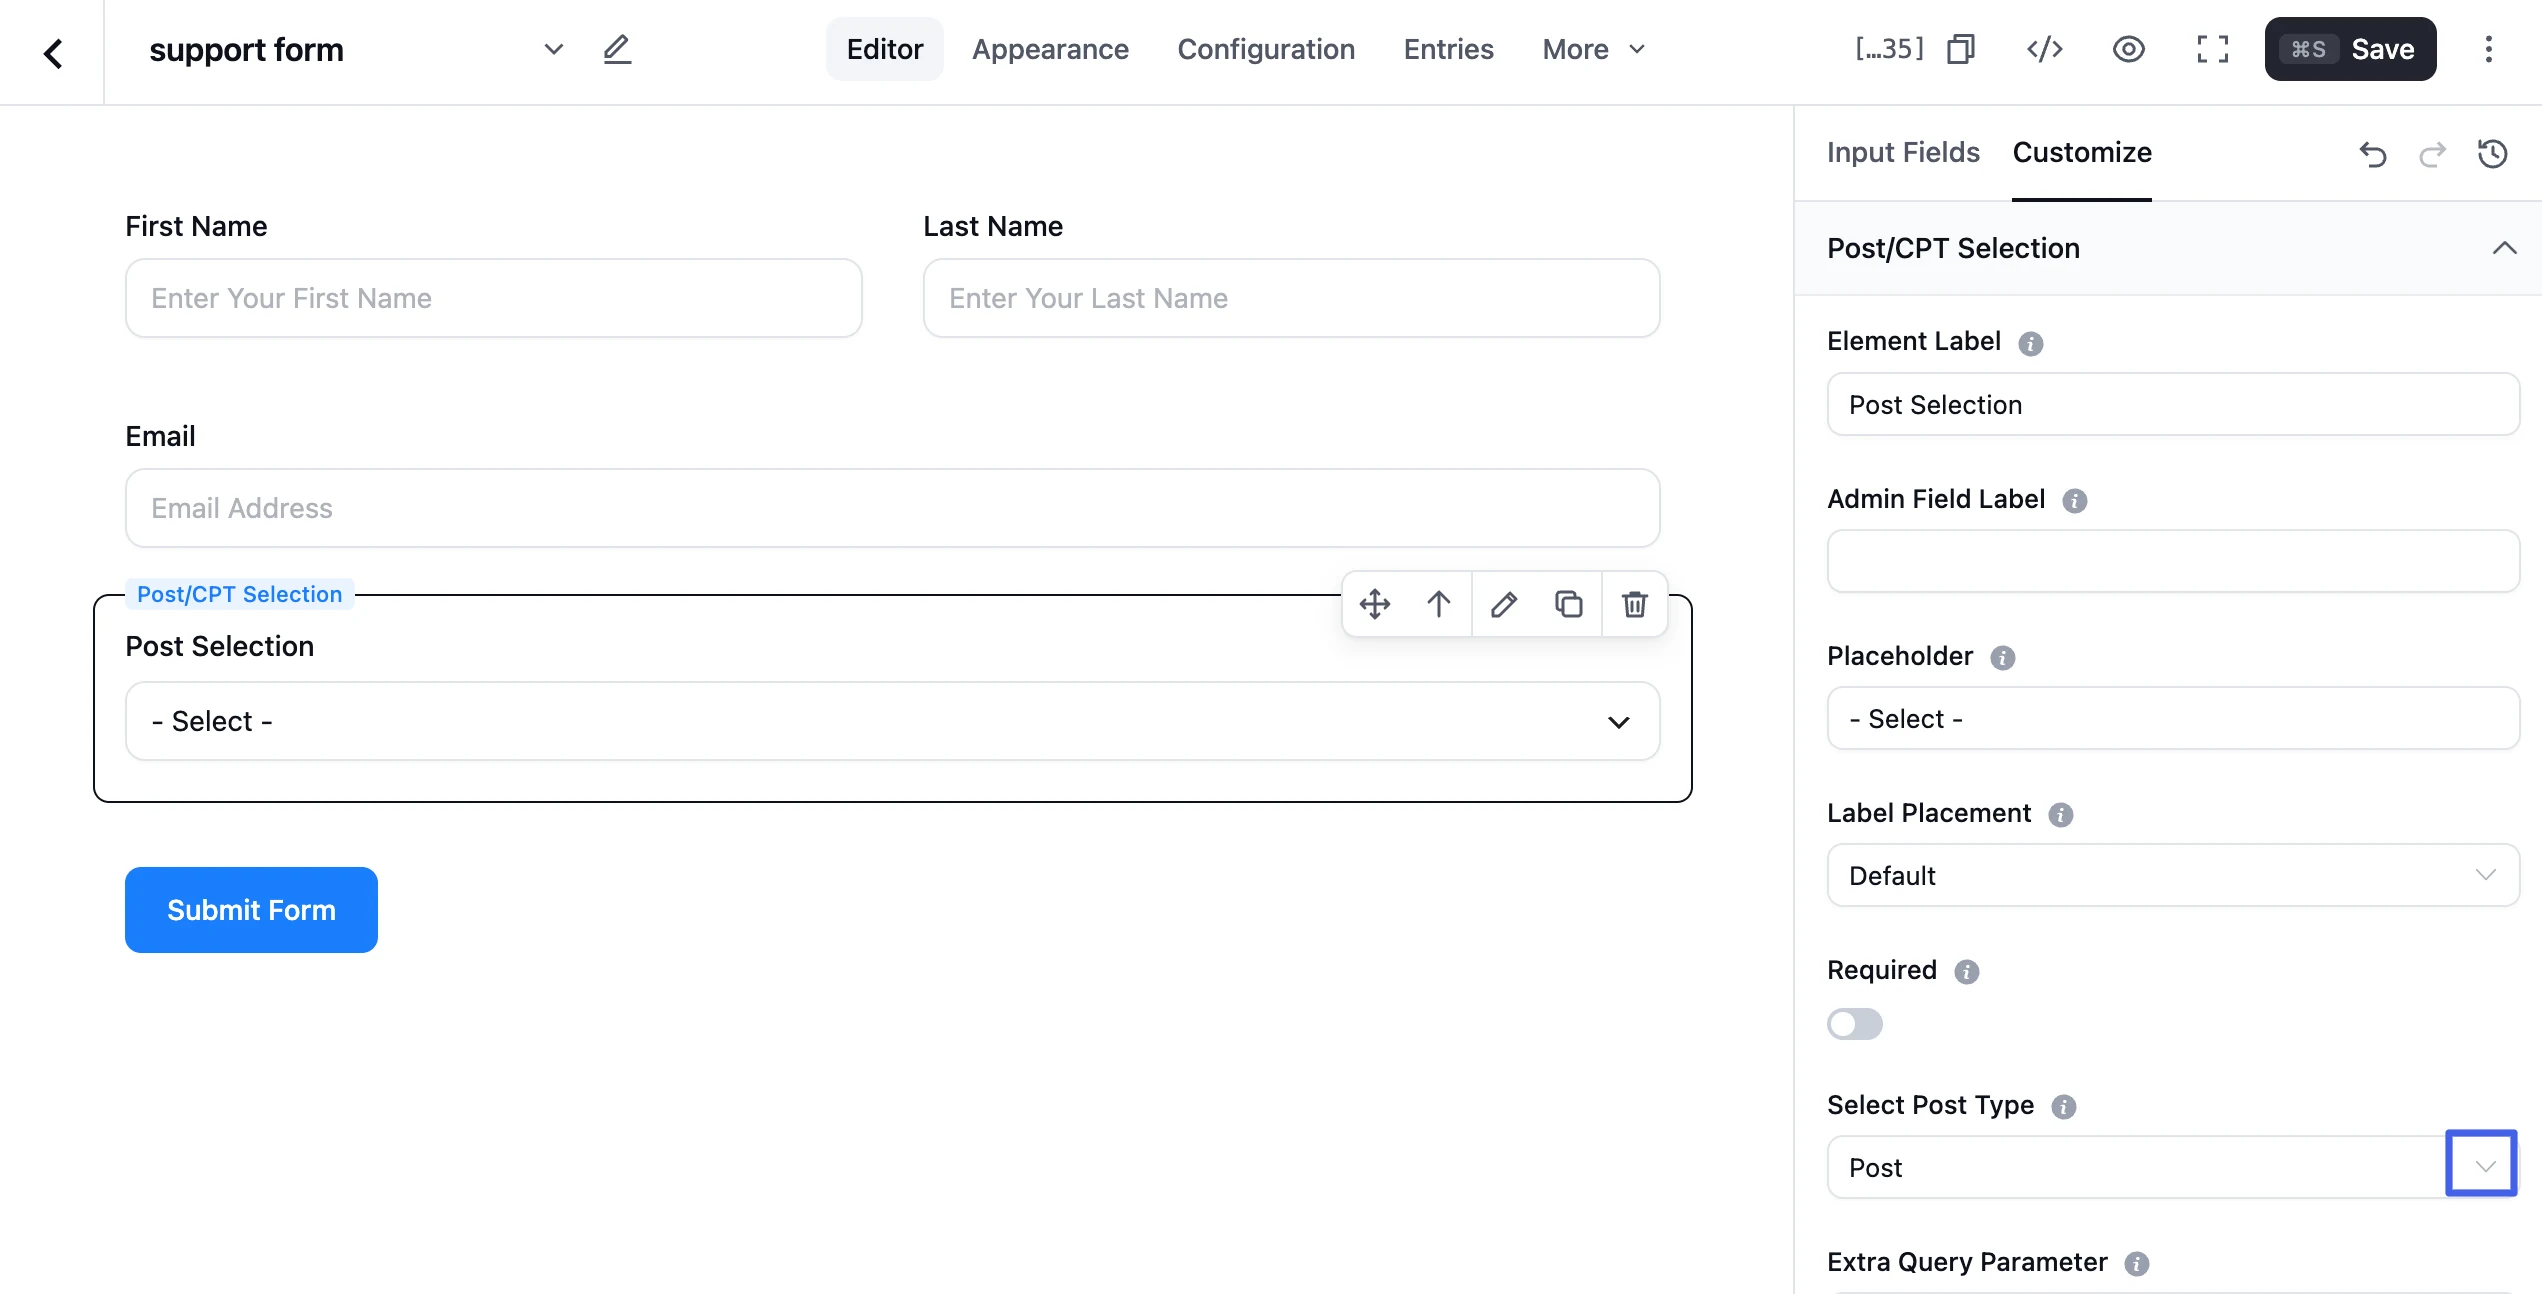 support form
Editor
Appearance
Configuration
Entries
More
[...35]
⌘S Save
First Name
Last Name
Enter Your First Name
Enter Your Last Name
Email
Email Address
Post/CPT Selection
Post Selection
- Select -
Submit Form
Input Fields
Customize
Post/CPT Selection
Element Label
Post Selection
Admin Field Label
Placeholder
- Select -
Label Placement
Default
Required
Select Post Type
Post
Extra Query Parameter